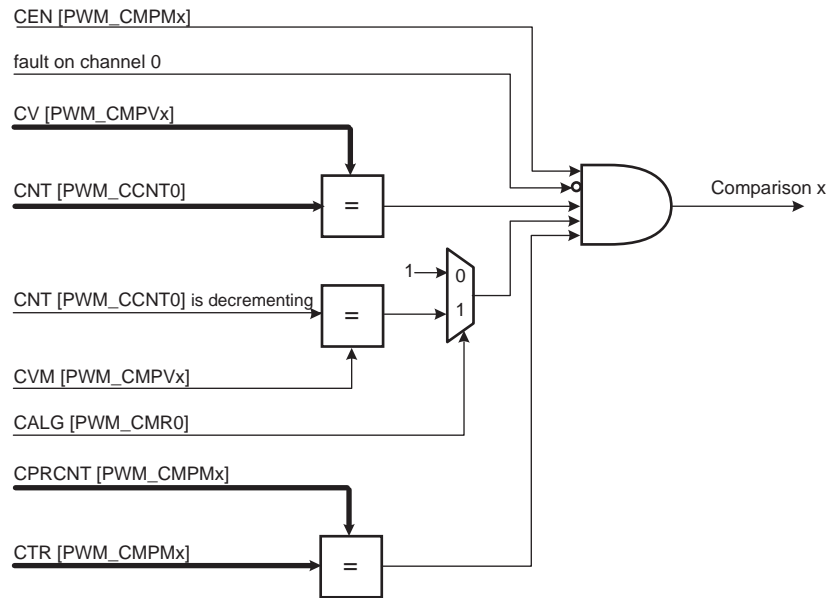 CEN [PWM_CMPMx]
fault on channel 0
CV [PWM_CMPVx]
CNT [PWM_CCNT0]
=
Comparison x
1
0
1
CNT [PWM_CCNT0] is decrementing
=
CVM [PWM_CMPVx]
CALG [PWM_CMR0]
CPRCNT [PWM_CMPMx]
CTR [PWM_CMPMx]
=